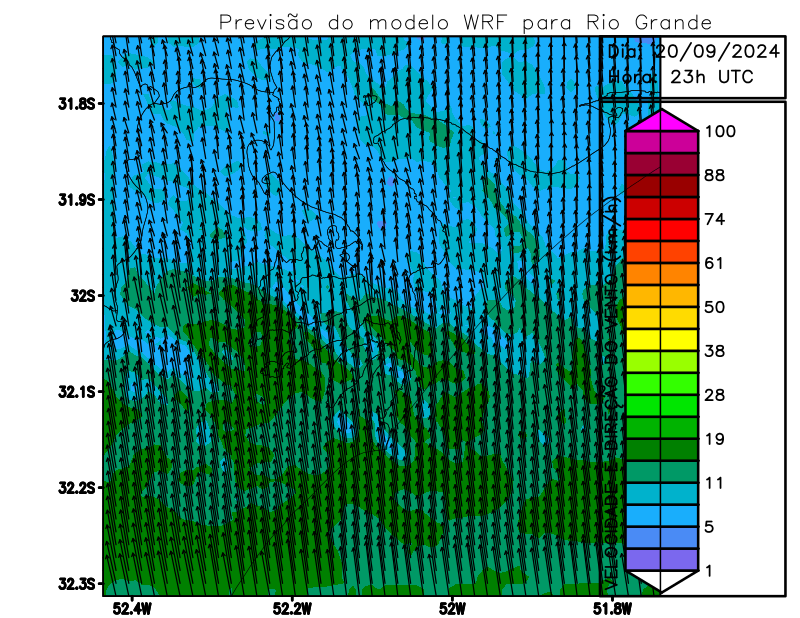 Previsão do modelo WRF para Rio Grande
Dia: 20/09/2024
Hora: 23h UTC
31.8S
31.9S
32S
32.1S
32.2S
32.3S
52.4W
52.2W
52W
51.8W
VELOCIDADE E DIREÇÃO DO VENTO (km/h)
100
88
74
61
50
38
28
19
11
5
1